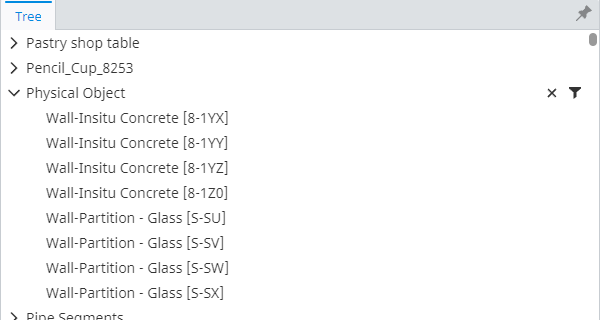 Tree
Pastry shop table
Pencil_Cup_8253
Physical Object
Wall-Insitu Concrete [8-1YX]
Wall-Insitu Concrete [8-1YY]
Wall-Insitu Concrete [8-1YZ]
Wall-Insitu Concrete [8-1Z0]
Wall-Partition - Glass [S-SU]
Wall-Partition - Glass [S-SV]
Wall-Partition - Glass [S-SW]
Wall-Partition - Glass [S-SX]
Pipe Segments